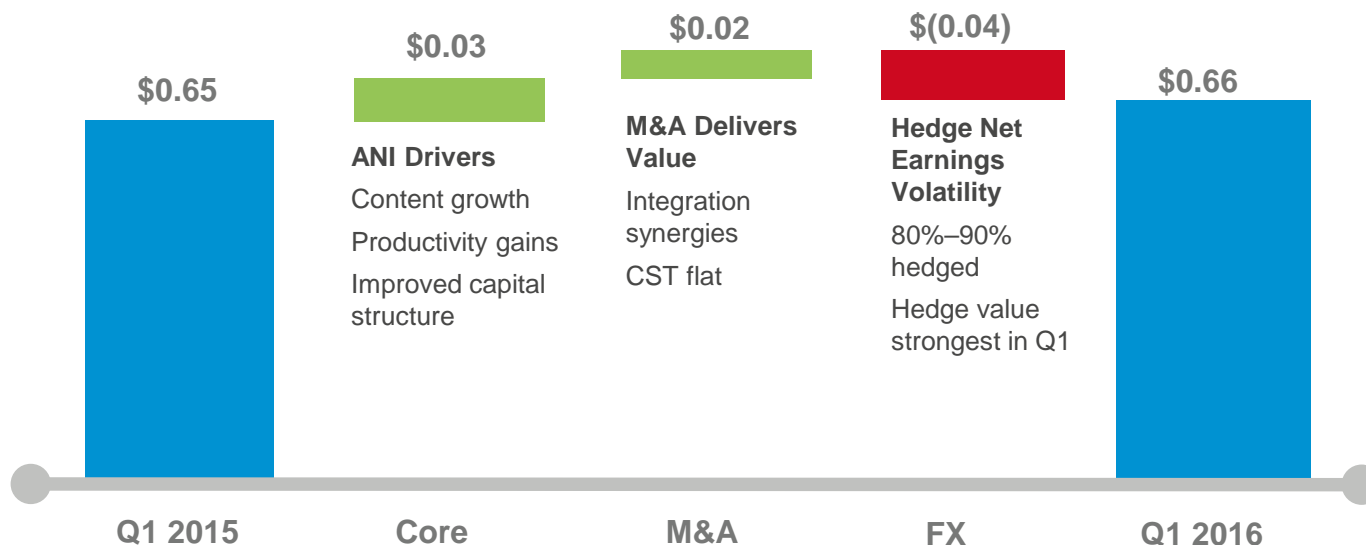 $0.65
$0.03
$0.02
$(0.04)
$0.66
ANI Drivers
Content growth
Productivity gains
Improved capital
structure
M&A Delivers
Value
Integration
synergies
CST flat
Hedge Net
Earnings
Volatility
80%–90%
hedged
Hedge value
strongest in Q1
Q1 2015
Core
M&A
FX
Q1 2016